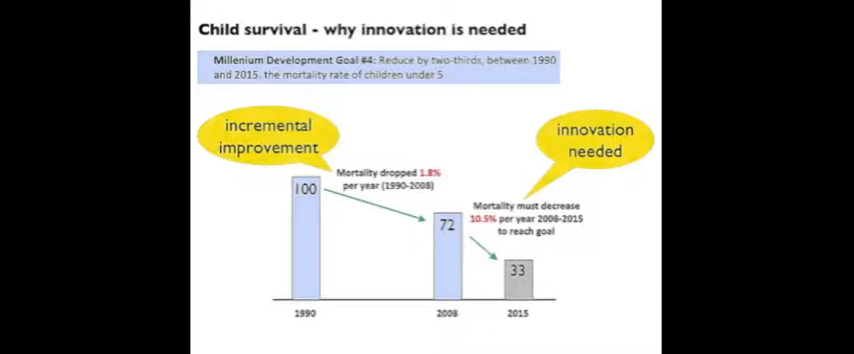 Child survival - why innovation is needed
Millenium Development Goal #4: Reduce by two-thirds, between 1990
and 2015, the mortality rate of children under 5
incremental
improvement
innovation
needed
Mortality dropped 1.8%
per year (1990-2008)
100
Mortality must decrease
10.5% per year 2008-2015
to reach goal
72
33
1990
2008
2015